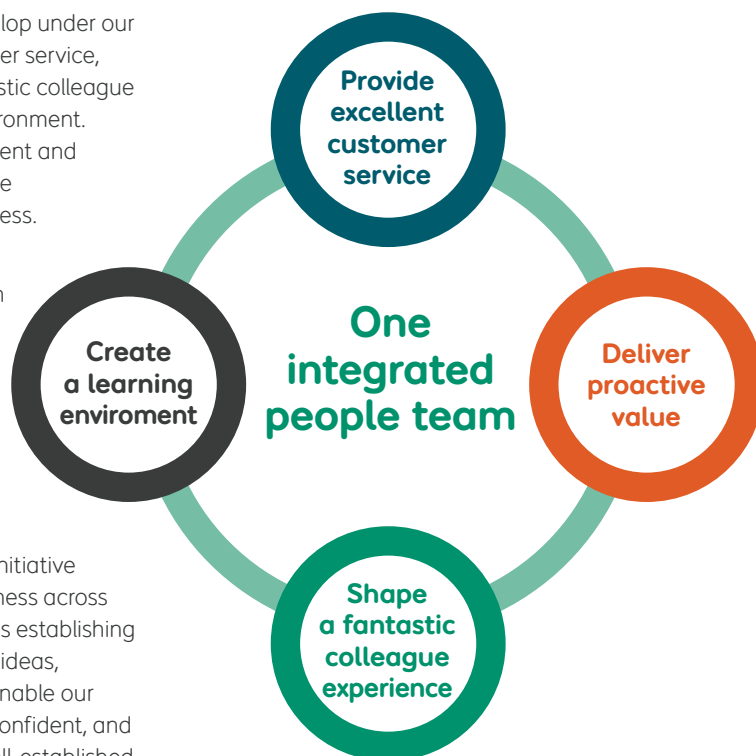 lop under our
er service,
stic colleague
ronment.
ent and
e
ess.
n
nitiative
ness across
s establishing
ideas,
nable our
onfident, and
ll-established
Provide
excellent
customer
service
Create
a learning
enviroment
One
integrated
people team
Deliver
proactive
value
Shape
a fantastic
colleague
experience